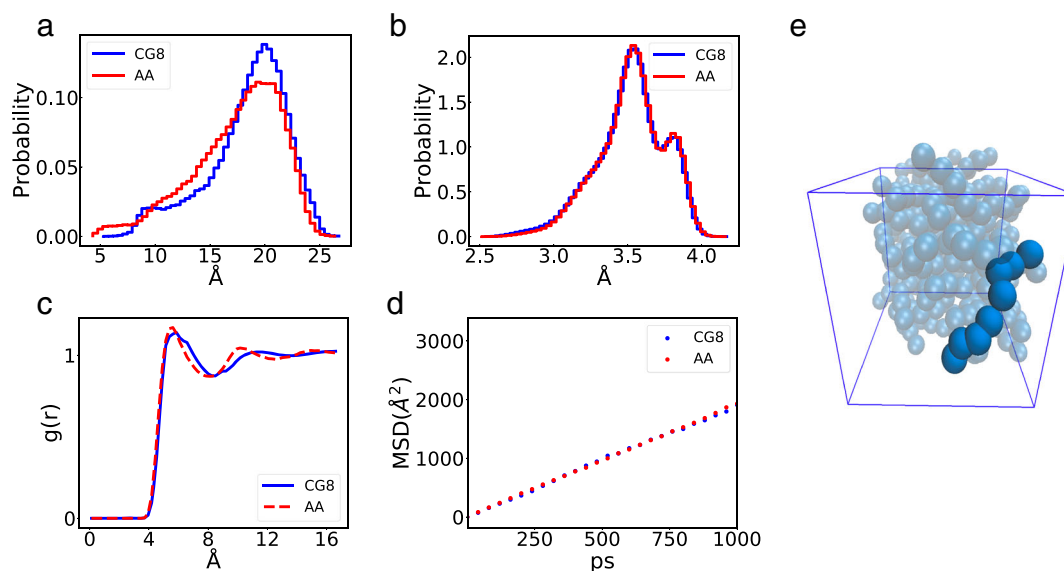 a
CG8
AA
Probability
0.10
0.05
0.00
5
10
15
20
25
Å
b
CG8
AA
Probability
2.0
1.5
1.0
0.5
0.0
2.5
3.0
3.5
4.0
Å
c
g(r)
1
0
CG8
AA
0
4
8
12
16
Å
d
CG8
AA
MSD(Å²)
3000
2000
1000
0
250
500
750
1000
ps
e